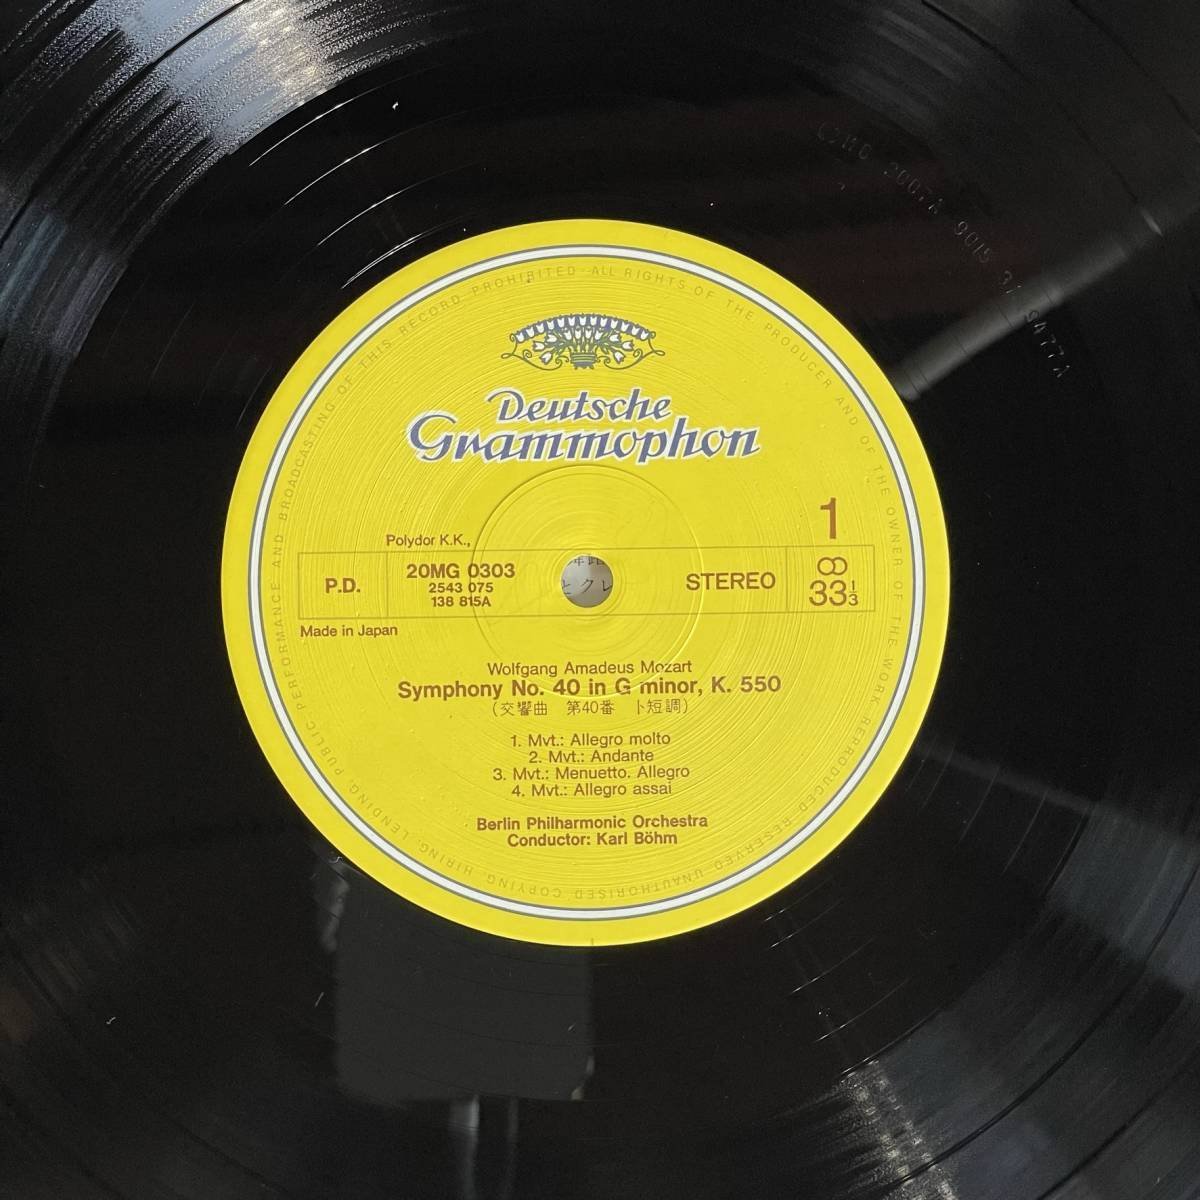 LENDING, PUBLIC PERFORMANCE AND BROADCASTING OF THIS RECORD PROHIBITED · ALL RIGHTS OF THE PRODUCER AND OF THE OWNER OF THE WORK REPRODUCED RESERVED UNAUTHORISED COPYING, HIRING,
Deutsche
Grammophon
1
Polydor K.K.,
P.D.
20MG 0303
2543 075
138 815A
STEREO
33 1/3
Made in Japan
Wolfgang Amadeus Mozart
Symphony No. 40 in G minor, K. 550
(交響曲 第40番 ト短調)
1. Mvt.: Allegro molto
2. Mvt.: Andante
3. Mvt.: Menuetto. Allegro
4. Mvt.: Allegro assai
Berlin Philharmonic Orchestra
Conductor: Karl Böhm